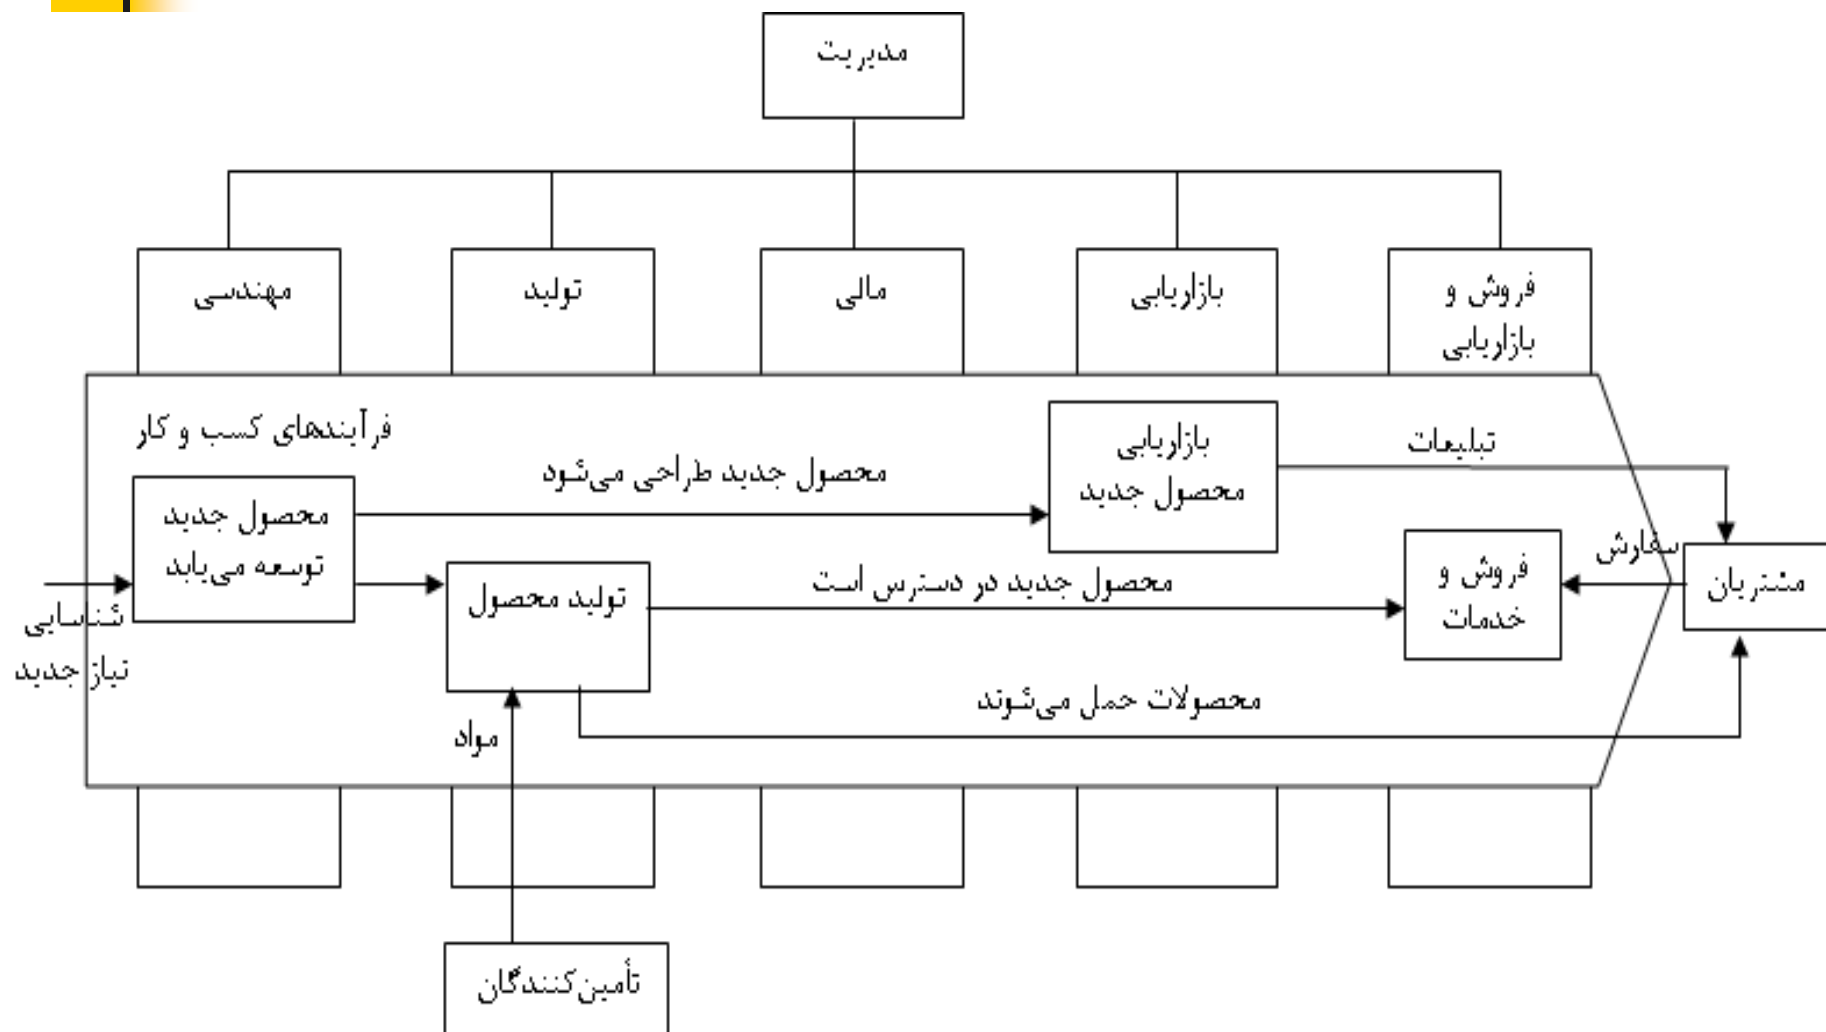 مدیریت
مهندسی
تولید
مالی
بازاریابی
فروش و
بازاریابی
فرآیندهای کسب و کار
بازاریابی
محصول جدید
تبلیغات
محصول جدید طراحی می‌شود
محصول جدید
توسعه می‌یابد
سفارش
فروش و
خدمات
مشتریان
محصول جدید در دسترس است
تولید محصول
شناسایی
نیاز جدید
محصولات حمل می‌شوند
مواد
تأمین‌کنندگان